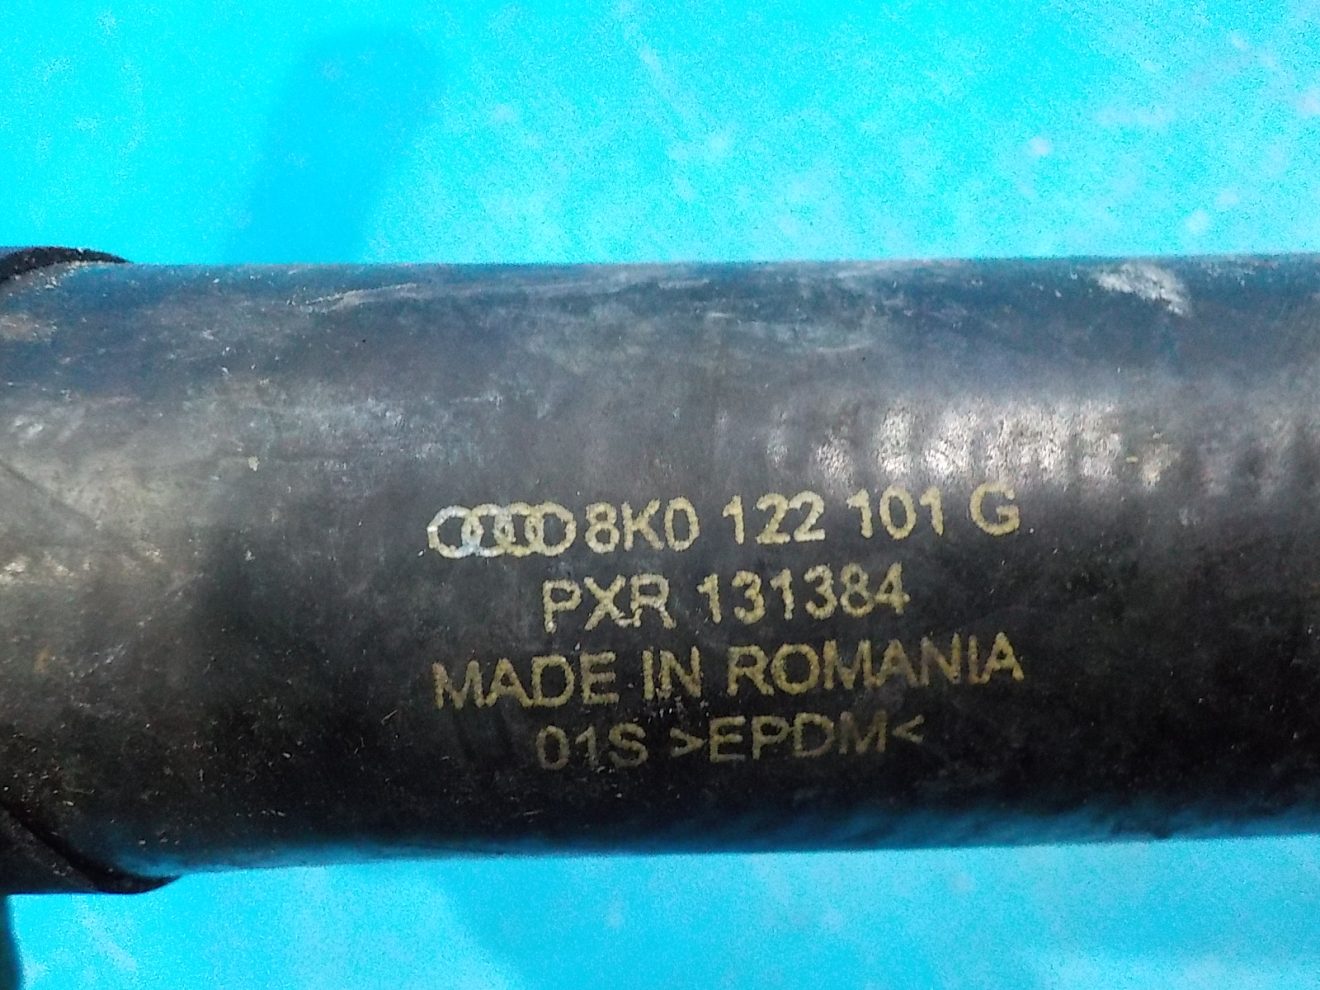 8K0 122 101 G
PXR 131384
MADE IN ROMANIA
01S >EPDM<